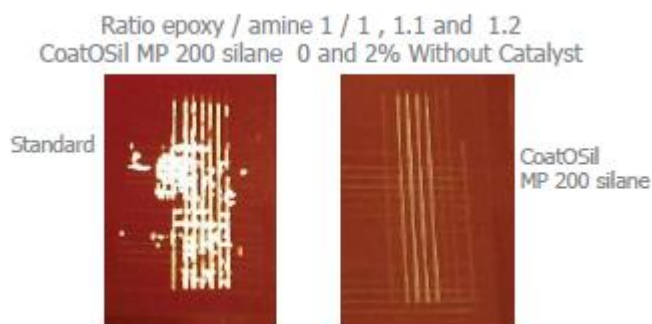 Ratio epoxy / amine 1 / 1 , 1.1 and 1.2
CoatOSil MP 200 silane 0 and 2% Without Catalyst
Standard
CoatOSil
MP 200 silane